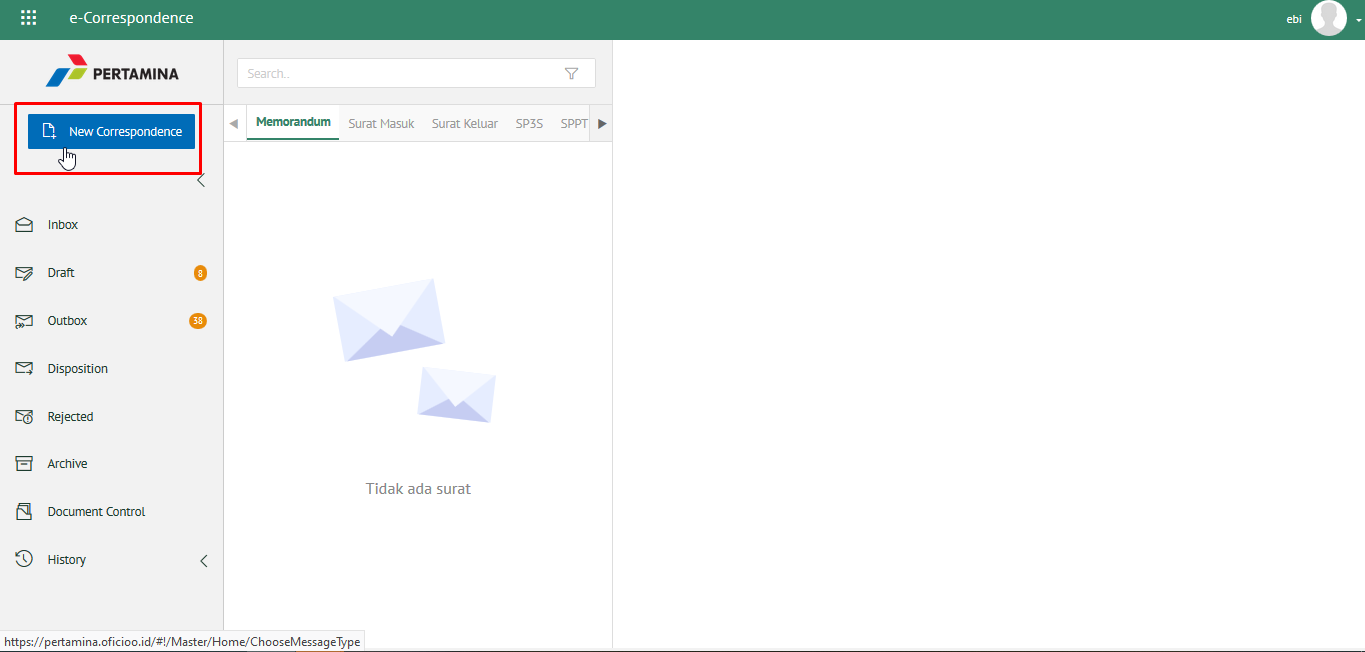 e-Correspondence
ebi
PERTAMINA
Search..
New Correspondence
Memorandum
Surat Masuk
Surat Keluar
SP3S
SPPT
Inbox
Draft
8
Outbox
38
Disposition
Rejected
Archive
Document Control
History
Tidak ada surat
https://pertamina.oficioo.id/#!/Master/Home/ChooseMessageType